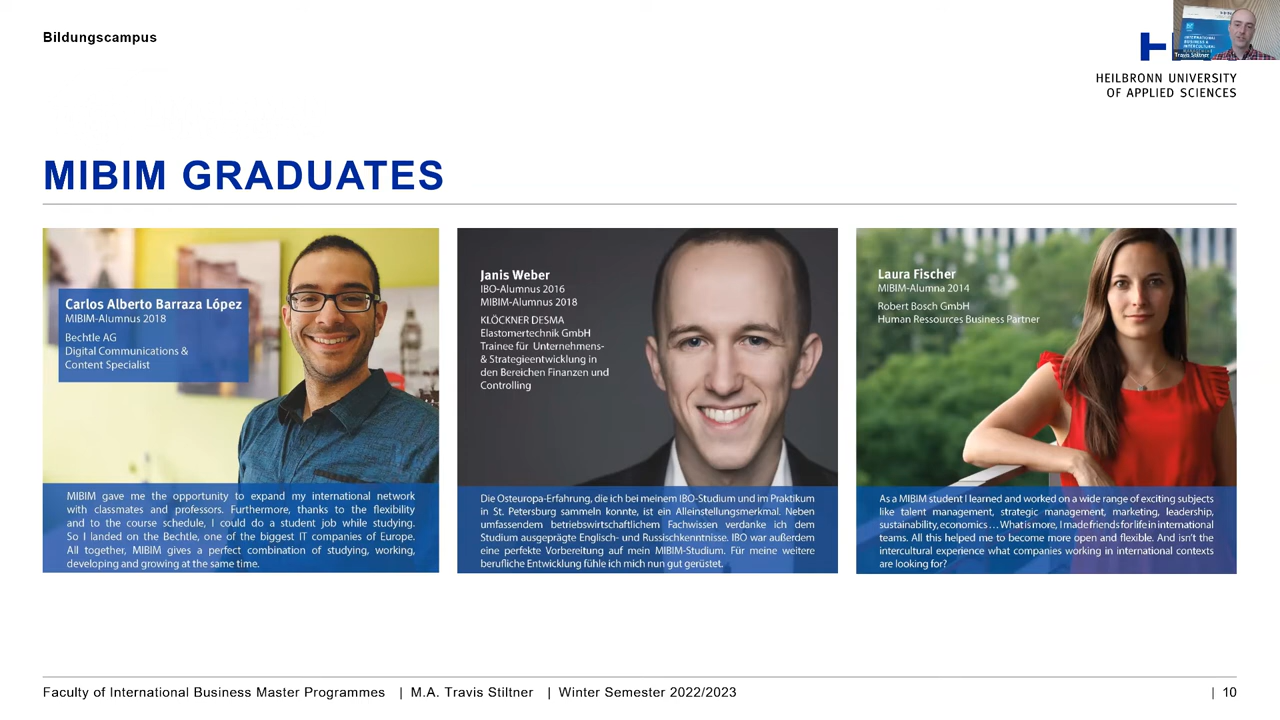 Bildungscampus
INTERNATIONAL
BUSINESS &
INTERCULTURAL
Travis Stiltner
HEILBRONN UNIVERSITY
OF APPLIED SCIENCES
MIBIM GRADUATES
Carlos Alberto Barraza López
MIBIM-Alumnus 2018
Bechtle AG
Digital Communications &
Content Specialist
MIBIM gave me the opportunity to expand my international network
with classmates and professors. Furthermore, thanks to the flexibility
and to the course schedule, I could do a student job while studying.
So I landed on the Bechtle, one of the biggest IT companies of Europe.
All together, MIBIM gives a perfect combination of studying, working,
developing and growing at the same time.
Janis Weber
IBO-Alumnus 2016
MIBIM-Alumnus 2018
KLÖCKNER DESMA
Elastomertechnik GmbH
Trainee für Unternehmens-
& Strategieentwicklung in
den Bereichen Finanzen und
Controlling
Die Osteuropa-Erfahrung, die ich bei meinem IBO-Studium und im Praktikum
in St. Petersburg sammeln konnte, ist ein Alleinstellungsmerkmal. Neben
umfassendem betriebswirtschaftlichem Fachwissen verdanke ich dem
Studium ausgeprägte Englisch- und Russischkenntnisse. IBO war außerdem
eine perfekte Vorbereitung auf mein MIBIM-Studium. Für meine weitere
berufliche Entwicklung fühle ich mich nun gut gerüstet.
Laura Fischer
MIBIM-Alumna 2014
Robert Bosch GmbH
Human Ressources Business Partner
As a MIBIM student I learned and worked on a wide range of exciting subjects
like talent management, strategic management, marketing, leadership,
sustainability, economics ... What is more, I made friends for life in international
teams. All this helped me to become more open and flexible. And isn't the
intercultural experience what companies working in international contexts
are looking for?
Faculty of International Business Master Programmes | M.A. Travis Stiltner | Winter Semester 2022/2023 | 10